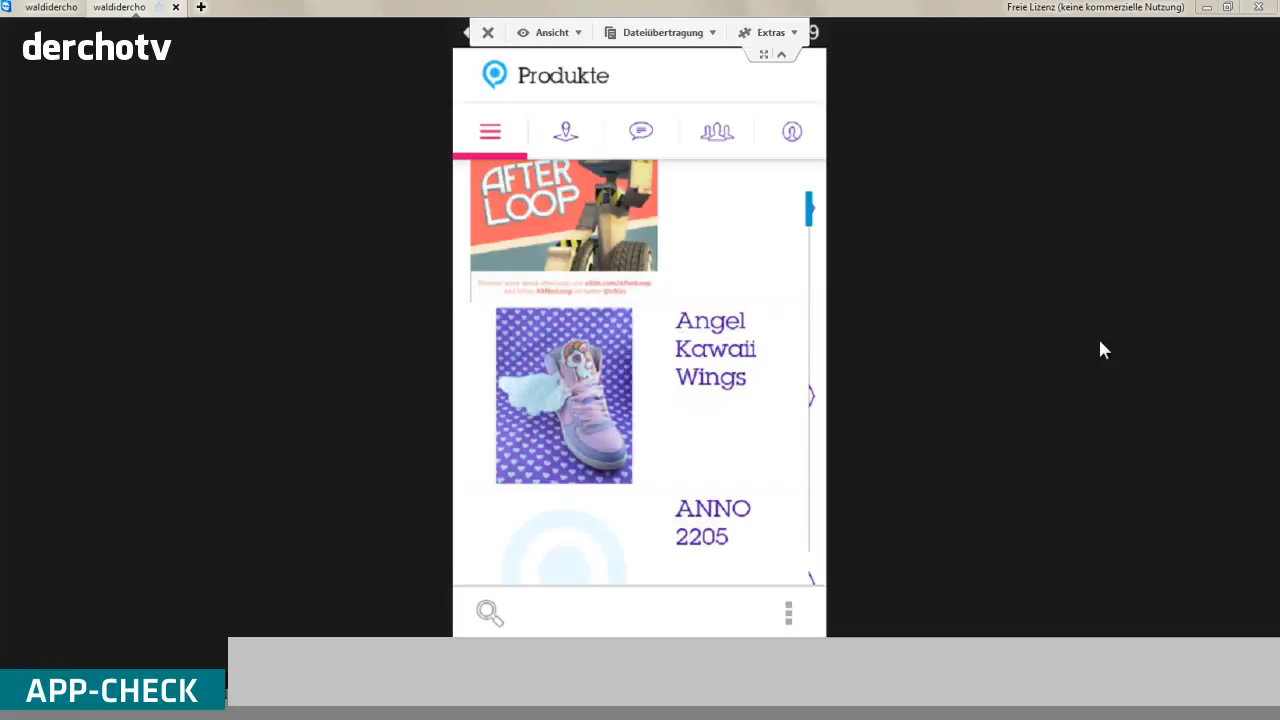 waldidercho
waldidercho
Freie Lizenz (keine kommerzielle Nutzung)
derchotv
Ansicht
Dateiübertragung
Extras
9
Produkte
AFTER
LOOP
Angel
Kawaii
Wings
ANNO
2205
APP-CHECK